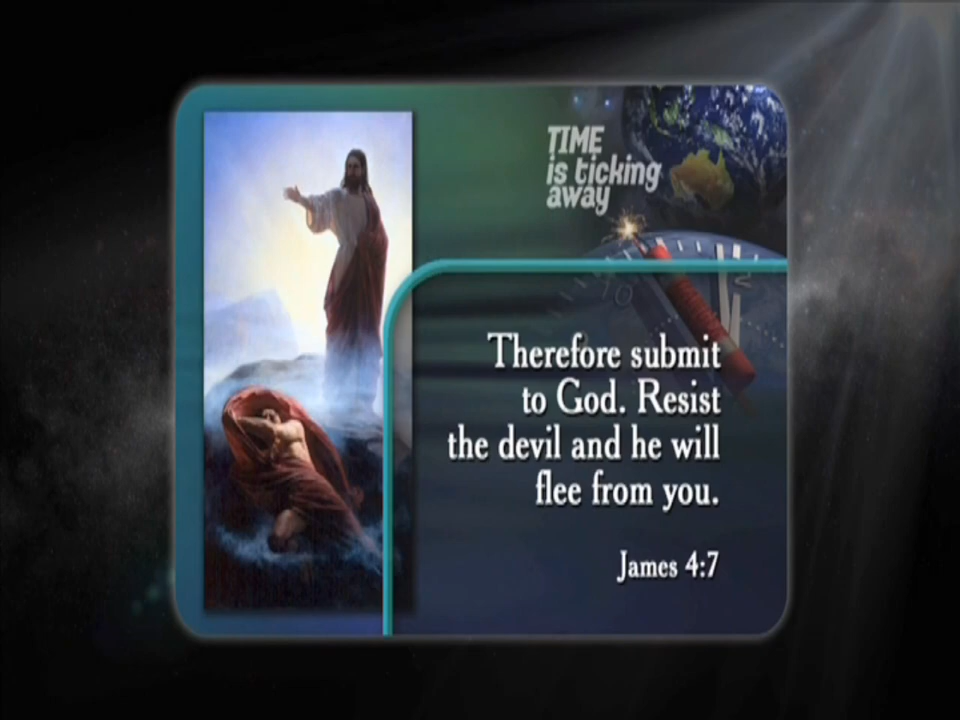 TIME
is ticking
away
Therefore submit
to God. Resist
the devil and he will
flee from you.
James 4:7